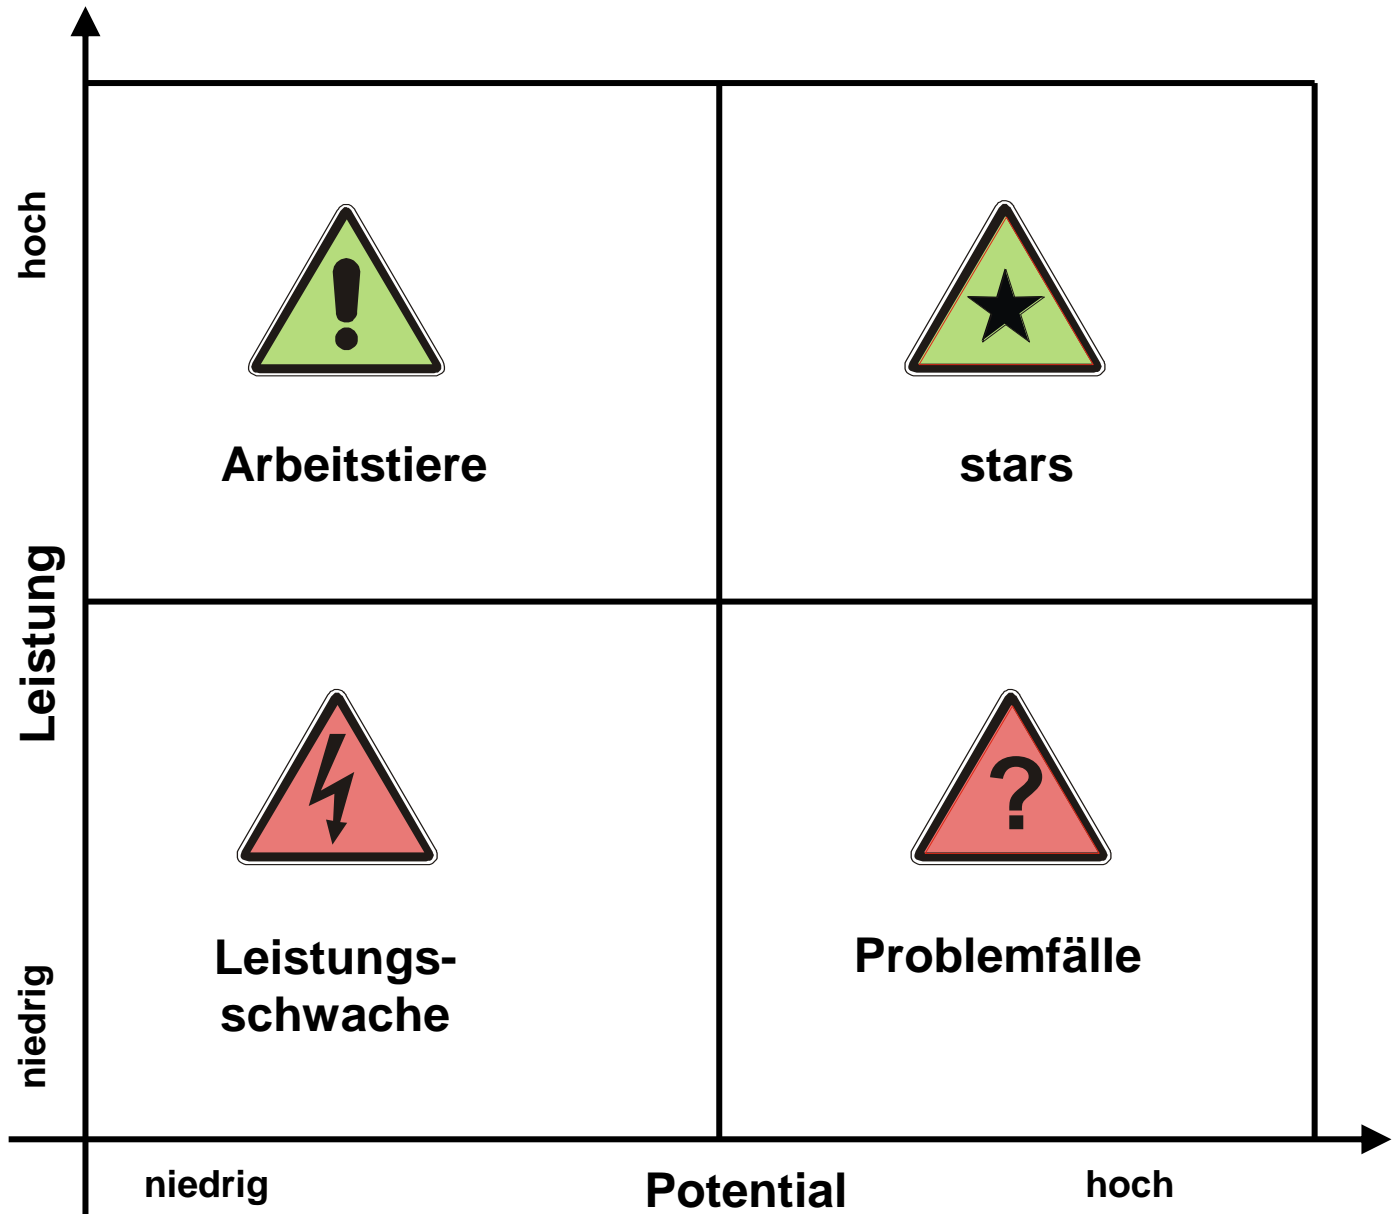 hoch
Arbeitstiere
stars
Leistung
?
Leistungs-
schwache
Problemfälle
niedrig
niedrig
Potential
hoch